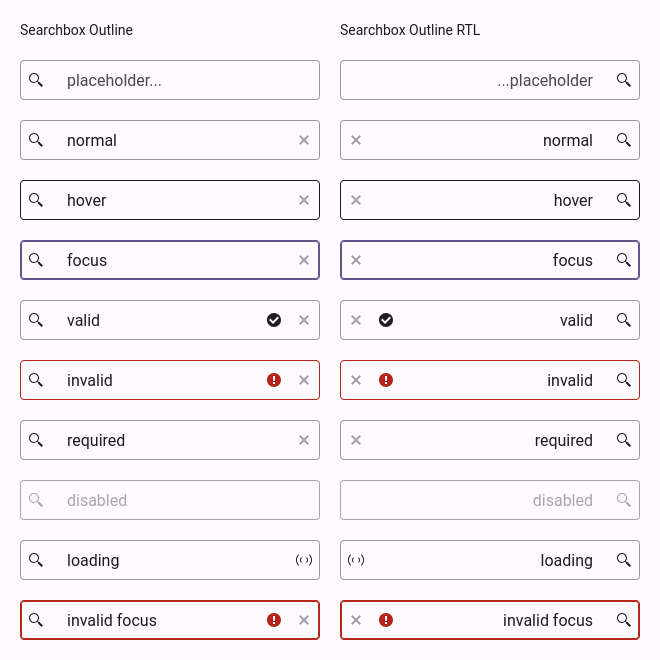 Searchbox Outline
placeholder...
normal
hover
focus
valid
invalid
required
disabled
loading
invalid focus
Searchbox Outline RTL
...placeholder
normal
hover
focus
valid
invalid
required
disabled
loading
invalid focus